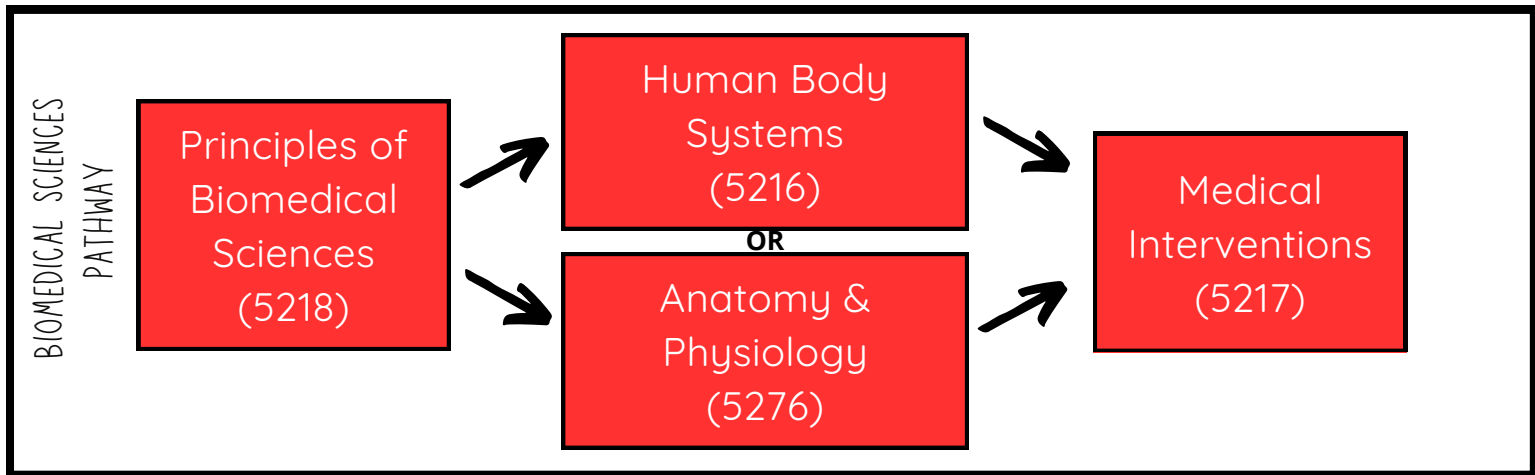 BIOMEDICAL SCIENCES
PATHWAY
Principles of
Biomedical
Sciences
(5218)
Human Body
Systems
(5216)
OR
Anatomy &
Physiology
(5276)
Medical
Interventions
(5217)